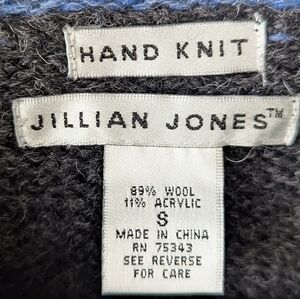 HAND KNIT
JILLIAN JONES™
89% WOOL
11% ACRYLIC
S
MADE IN CHINA
RN 75343
SEE REVERSE
FOR CARE